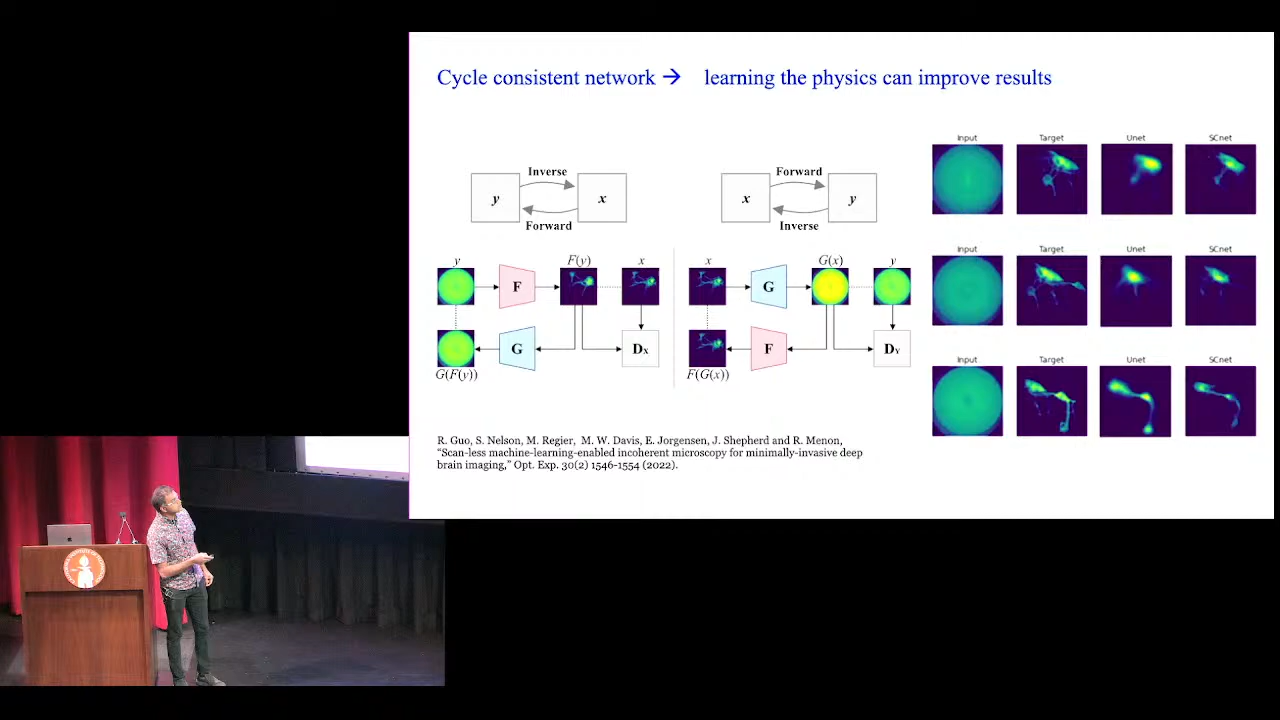 Cycle consistent network → learning the physics can improve results
Inverse
y
x
Forward
Forward
x
y
Inverse
y
F(y)
x
F
G
G(F(y))
Dx
x
G(x)
y
G
F
F(G(x))
DY
Input
Target
Unet
SCnet
Input
Target
Unet
SCnet
Input
Target
Unet
SCnet
R. Guo, S. Nelson, M. Regier, M. W. Davis, E. Jorgensen, J. Shepherd and R. Menon,
“Scan-less machine-learning-enabled incoherent microscopy for minimally-invasive deep
brain imaging,” Opt. Exp. 30(2) 1546-1554 (2022).